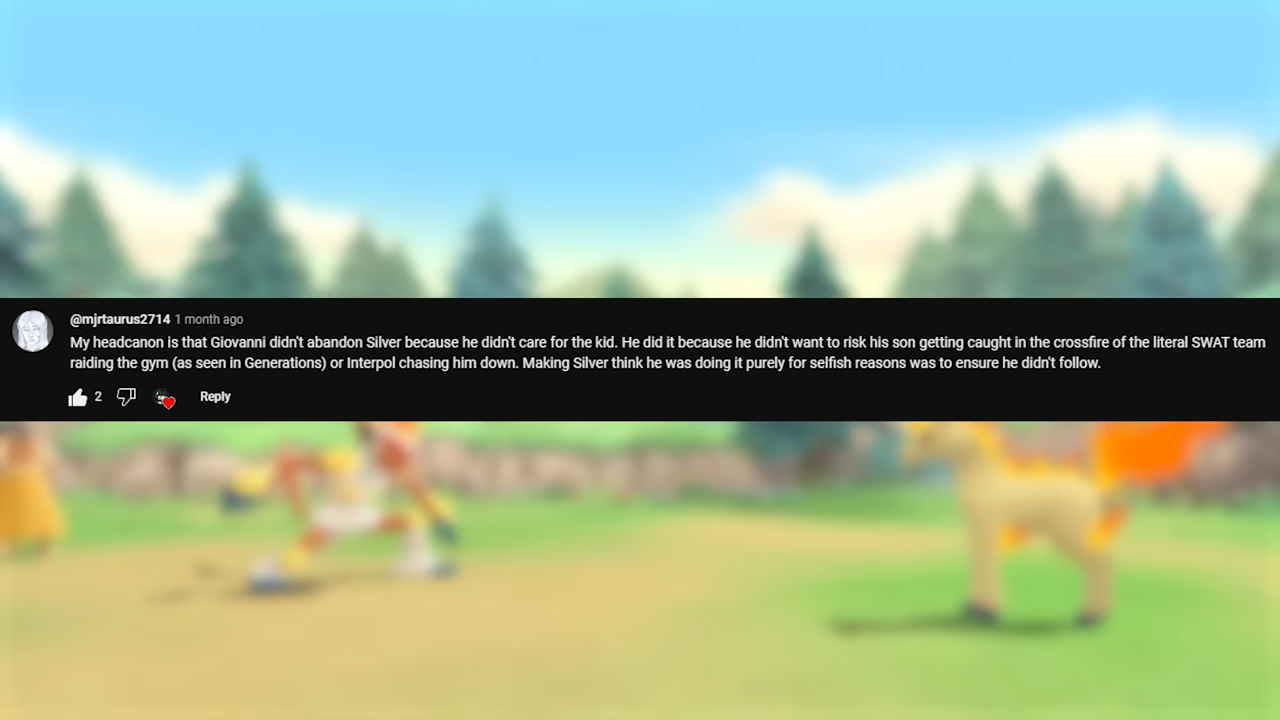 @mjrtaurus2714 1 month ago
My headcanon is that Giovanni didn't abandon Silver because he didn't care for the kid. He did it because he didn't want to risk his son getting caught in the crossfire of the literal SWAT team
raiding the gym (as seen in Generations) or Interpol chasing him down. Making Silver think he was doing it purely for selfish reasons was to ensure he didn't follow.
2 Reply